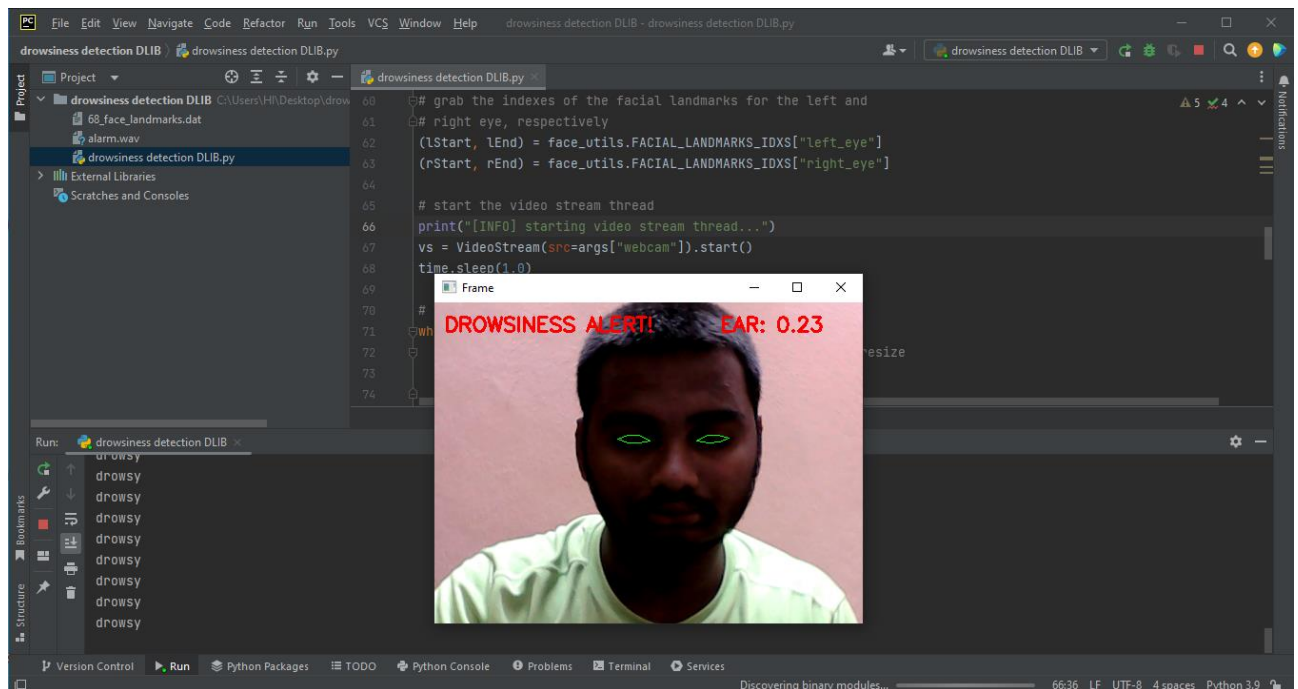 PC File Edit View Navigate Code Refactor Run Tools VCS Window Help drowsiness detection DLIB - drowsiness detection DLIB.py
drowsiness detection DLIB drowsiness detection DLIB.py drowsiness detection DLIB
Project drowsiness detection DLIB.py
Project
drowsiness detection DLIB C:\Users\HI\Desktop\drow
68_face_landmarks.dat
alarm.wav
drowsiness detection DLIB.py
External Libraries
Scratches and Consoles
60 # grab the indexes of the facial landmarks for the left and
61 # right eye, respectively
62 (lStart, lEnd) = face_utils.FACIAL_LANDMARKS_IDXS["left_eye"]
63 (rStart, rEnd) = face_utils.FACIAL_LANDMARKS_IDXS["right_eye"]
64
65 # start the video stream thread
66 print("[INFO] starting video stream thread...")
67 vs = VideoStream(src=args["webcam"]).start()
68 time.sleep(1.0)
69
70 #
71 wh
72 esize
73
74
5 4
Notifications
Frame
DROWSINESS ALERT! EAR: 0.23
Run: drowsiness detection DLIB
drowsy
drowsy
drowsy
drowsy
drowsy
drowsy
drowsy
drowsy
drowsy
Bookmarks
Structure
Version Control Run Python Packages TODO Python Console Problems Terminal Services
Discovering binary modules... 66:36 LF UTF-8 4 spaces Python 3.9